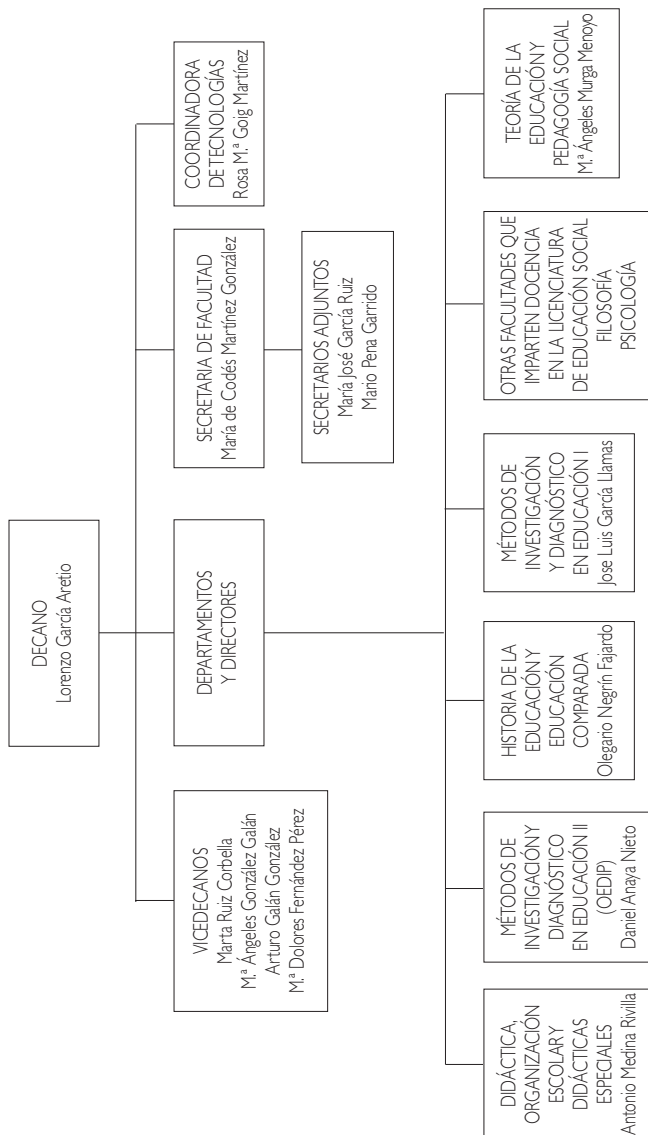 DECANO
Lorenzo García Aretio
VICEDECANOS
Marta Ruiz Corbella
M.ª Ángeles González Galán
Arturo Galán González
M.ª Dolores Fernández Pérez
DEPARTAMENTOS
Y DIRECTORES
SECRETARIA DE FACULTAD
María de Codés Martínez González
COORDINADORA
DE TECNOLOGÍAS
Rosa M.ª Goig Martínez
SECRETARIOS ADJUNTOS
María José García Ruiz
Mario Pena Garrido
DIDÁCTICA,
ORGANIZACIÓN
ESCOLAR Y
DIDÁCTICAS
ESPECIALES
Antonio Medina Rivilla
MÉTODOS DE
INVESTIGACIÓN Y
DIAGNÓSTICO
EN EDUCACIÓN II
(OEDIP)
Daniel Anaya Nieto
HISTORIA DE LA
EDUCACIÓN Y
EDUCACIÓN
COMPARADA
Olegario Negrín Fajardo
MÉTODOS DE
INVESTIGACIÓN
Y DIAGNÓSTICO
EN EDUCACIÓN I
Jose Luis García Llamas
OTRAS FACULTADES QUE
IMPARTEN DOCENCIA
EN LA LICENCIATURA
DE EDUCACIÓN SOCIAL
FILOSOFÍA
PSICOLOGÍA
TEORÍA DE LA
EDUCACIÓN Y
PEDAGOGÍA SOCIAL
M.ª Ángeles Murga Menoyo